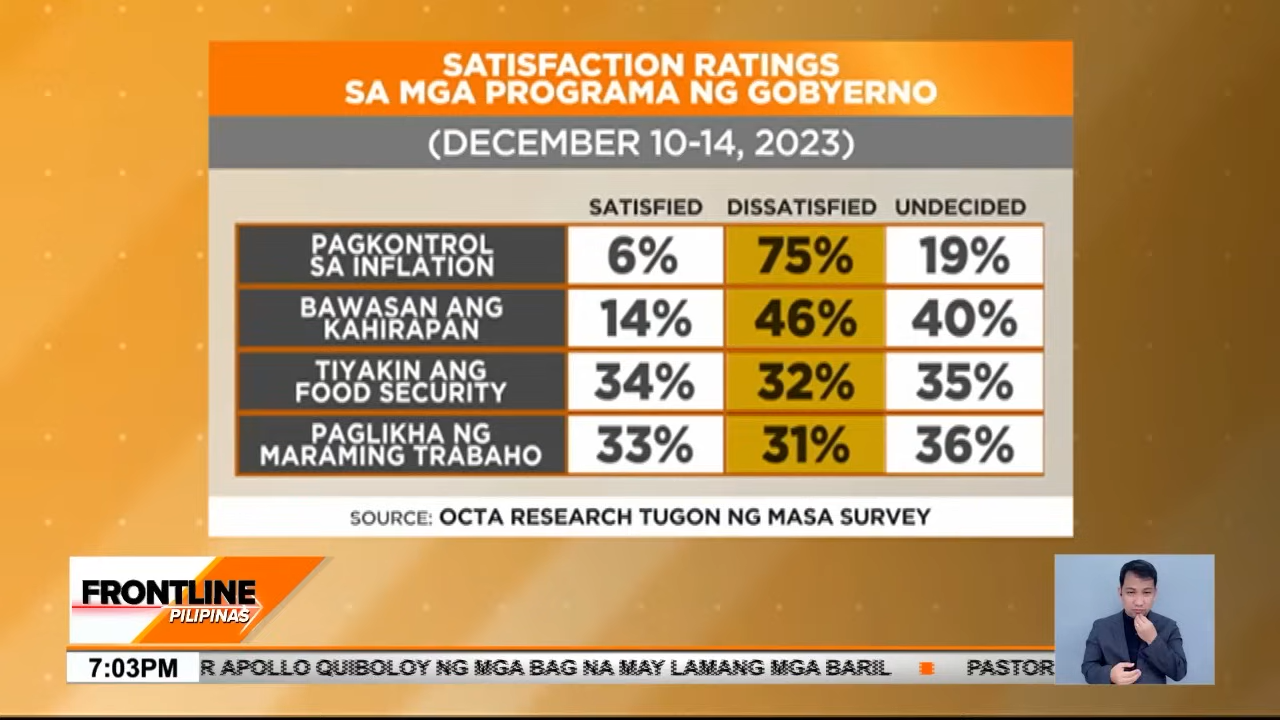 SATISFACTION RATINGS
SA MGA PROGRAMA NG GOBYERNO
(DECEMBER 10-14, 2023)
SATISFIED DISSATISFIED UNDECIDED
PAGKONTROL
SA INFLATION 6% 75% 19%
BAWASAN ANG
KAHIRAPAN 14% 46% 40%
TIYAKIN ANG
FOOD SECURITY 34% 32% 35%
PAGLIKHA NG
MARAMING TRABAHO 33% 31% 36%
SOURCE: OCTA RESEARCH TUGON NG MASA SURVEY
FRONTLINE
PILIPINAS
7:03PM R APOLLO QUIBOLOY NG MGA BAG NA MAY LAMANG MGA BARIL PASTOR